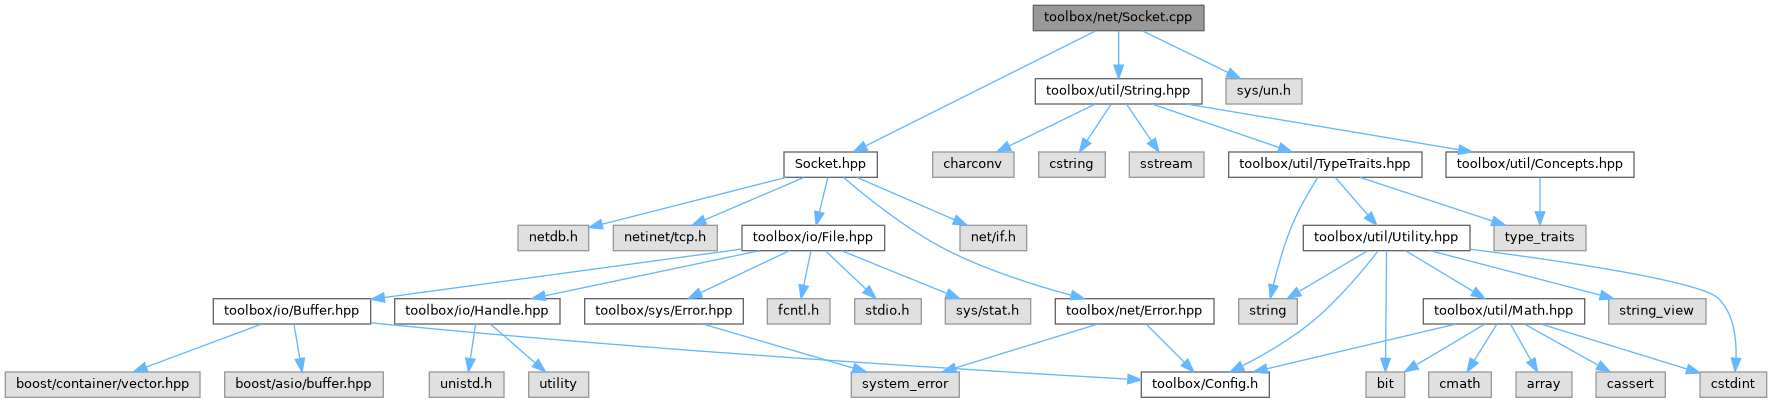 toolbox/net/Socket.cpp
toolbox/util/String.hpp
sys/un.h
Socket.hpp
charconv
cstring
sstream
toolbox/util/TypeTraits.hpp
toolbox/util/Concepts.hpp
netdb.h
netinet/tcp.h
toolbox/io/File.hpp
net/if.h
toolbox/util/Utility.hpp
type_traits
toolbox/io/Buffer.hpp
toolbox/io/Handle.hpp
toolbox/sys/Error.hpp
fcntl.h
stdio.h
sys/stat.h
toolbox/net/Error.hpp
string
toolbox/util/Math.hpp
string_view
boost/container/vector.hpp
boost/asio/buffer.hpp
unistd.h
utility
system_error
toolbox/Config.h
bit
cmath
array
cassert
cstdint